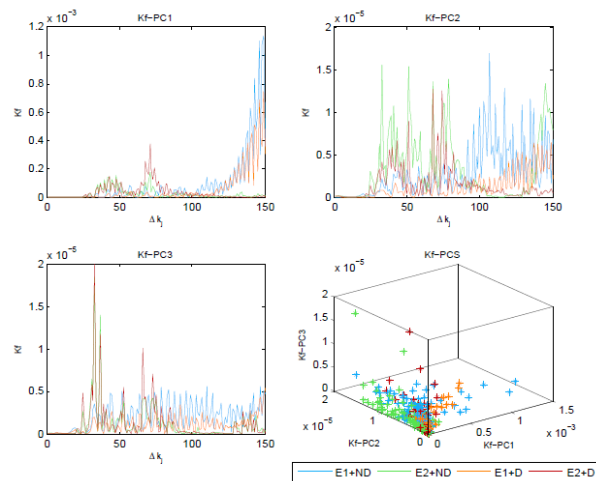 Kf-PC1
x 10^-3
1.2
1
0.8
0.6
0.4
0.2
0
Kf
0 50 100 150
Δ k_j
Kf-PC2
x 10^-5
2
1.5
1
0.5
0
Kf
0 50 100 150
Δ k_j
Kf-PC3
x 10^-5
2
1.5
1
0.5
0
Kf
0 50 100 150
Δ k_j
Kf-PCS
x 10^-5
2
1.5
1
0.5
0
Kf-PC3
2
1
0
x 10^-5
Kf-PC2
0
0.5
1
1.5
x 10^-3
Kf-PC1
E1+ND E2+ND E1+D E2+D